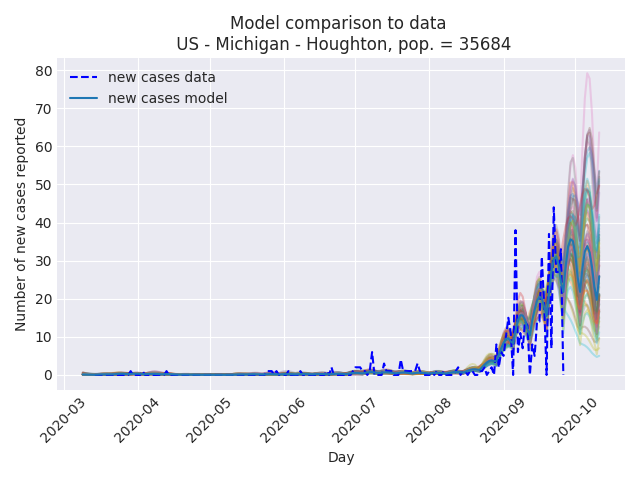 Model comparison to data
US - Michigan - Houghton, pop. = 35684
new cases data
new cases model
Number of new cases reported
80
70
60
50
40
30
20
10
0
2020-03
2020-04
2020-05
2020-06
2020-07
2020-08
2020-09
2020-10
Day